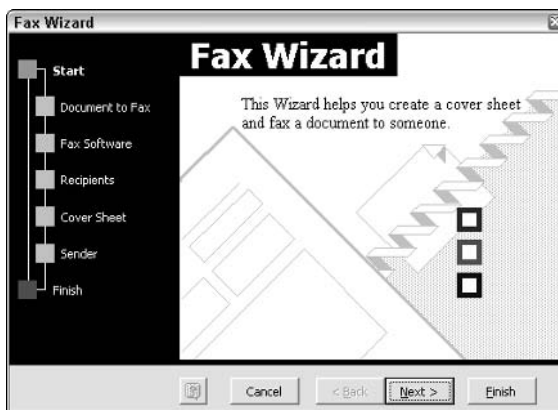 Fax Wizard
Fax Wizard
Start
Document to Fax
Fax Software
Recipients
Cover Sheet
Sender
Finish
This Wizard helps you create a cover sheet
and fax a document to someone.
Cancel
< Back
Next >
Finish